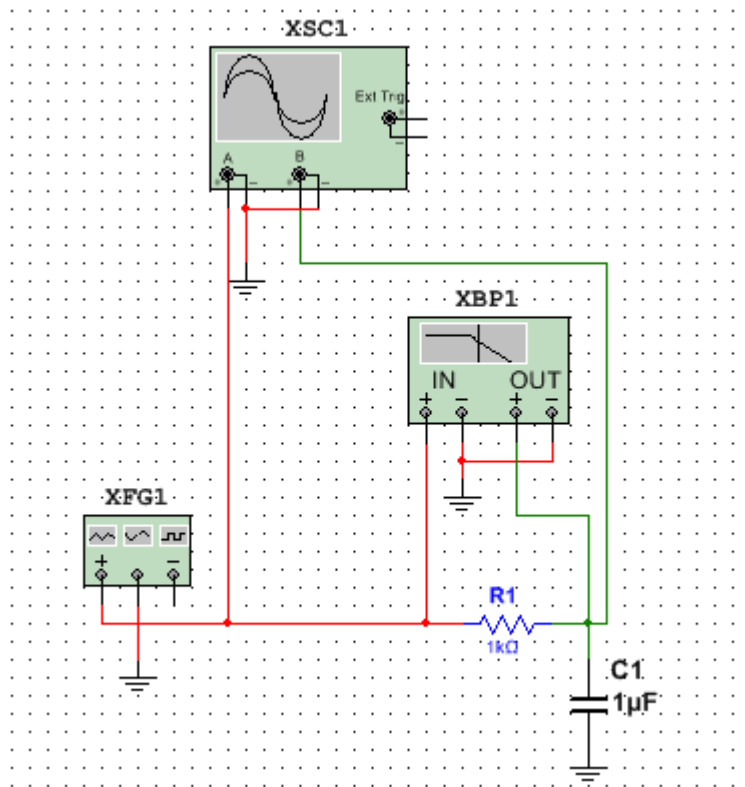 XSC1
Ext Trig
+
−
A
B
+ −
+ −
XBP1
IN OUT
+ − + −
XFG1
+ −
R1
1kΩ
C1
1µF